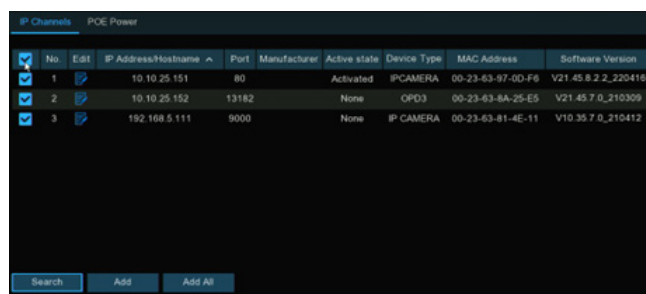 IP Channels POE Power
No. Edit IP Address/Hostname Port Manufacturer Active state Device Type MAC Address Software Version
1 10.10.25.151 80 Activated IPCAMERA 00-23-63-97-0D-F6 V21.45.8.2.2_220416
2 10.10.25.152 13182 None OPD3 00-23-63-8A-25-E5 V21.45.7.0_210309
3 192.168.5.111 9000 None IP CAMERA 00-23-63-81-4E-11 V10.35.7.0_210412
Search Add Add All